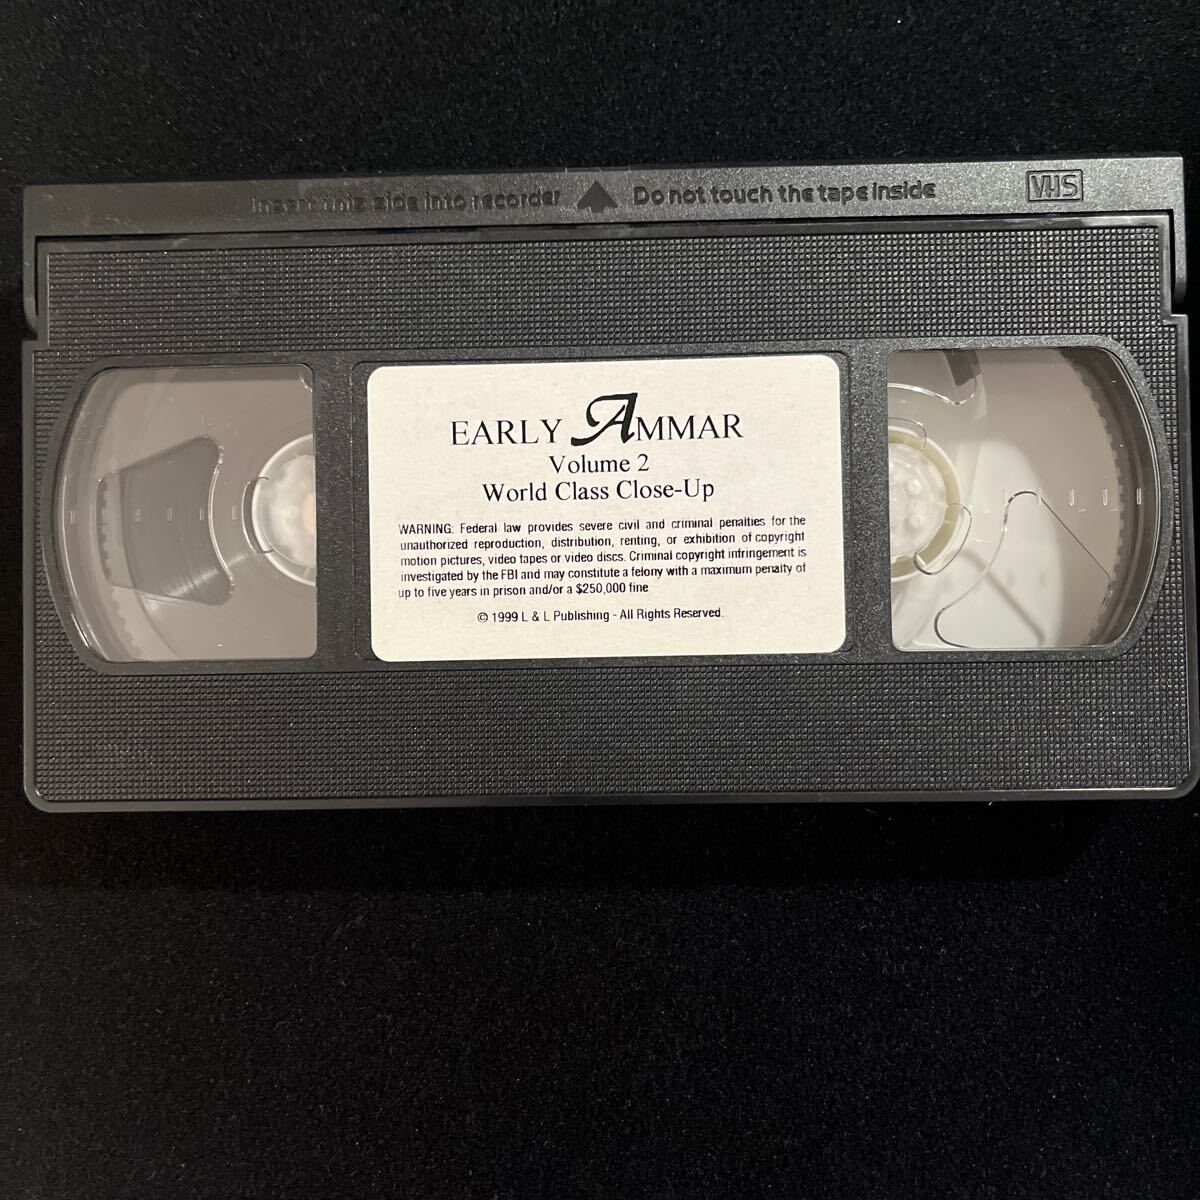 Insert this side into recorder Do not touch the tape inside VHS
EARLY AMMAR
Volume 2
World Class Close-Up
WARNING: Federal law provides severe civil and criminal penalties for the
unauthorized reproduction, distribution, renting, or exhibition of copyright
motion pictures, video tapes or video discs. Criminal copyright infringement is
investigated by the FBI and may constitute a felony with a maximum penalty of
up to five years in prison and/or a $250,000 fine
© 1999 L & L Publishing - All Rights Reserved.